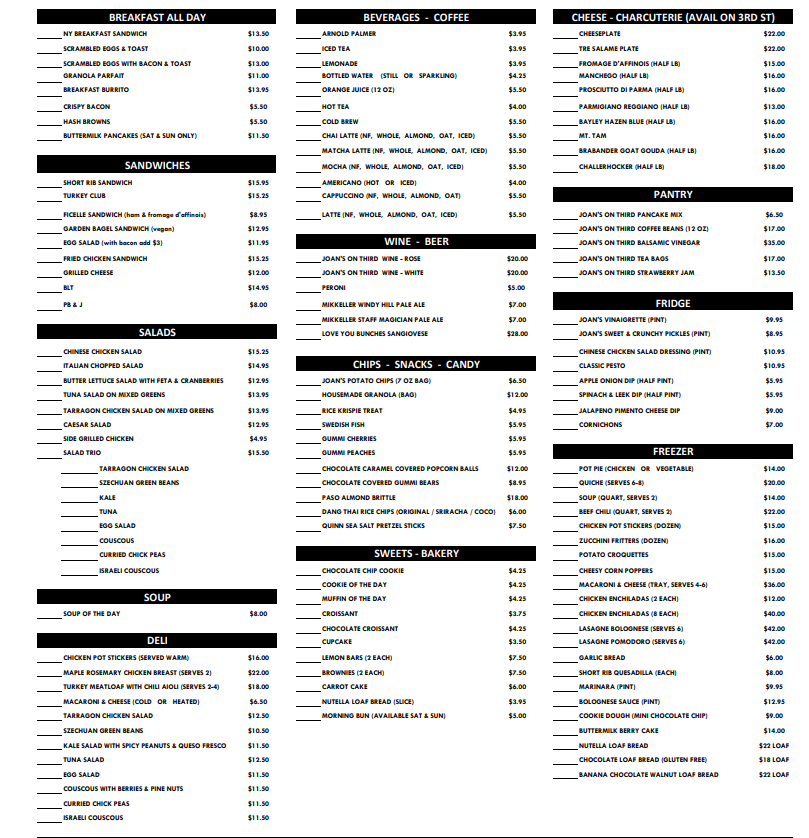 BREAKFAST ALL DAY
NY BREAKFAST SANDWICH $13.50
SCRAMBLED EGGS & TOAST $10.00
SCRAMBLED EGGS WITH BACON & TOAST $13.00
GRANOLA PARFAIT $11.00
BREAKFAST BURRITO $13.95
CRISPY BACON $5.50
HASH BROWNS $5.50
BUTTERMILK PANCAKES (SAT & SUN ONLY) $11.50
SANDWICHES
SHORT RIB SANDWICH $15.95
TURKEY CLUB $15.25
FICELLE SANDWICH (ham & fromage d'affinois) $8.95
GARDEN BAGEL SANDWICH (vegan) $12.95
EGG SALAD (with bacon add $3) $11.95
FRIED CHICKEN SANDWICH $15.25
GRILLED CHEESE $12.00
BLT $14.95
PB & J $8.00
SALADS
CHINESE CHICKEN SALAD $15.25
ITALIAN CHOPPED SALAD $14.95
BUTTER LETTUCE SALAD WITH FETA & CRANBERRIES $12.95
TUNA SALAD ON MIXED GREENS $13.95
TARRAGON CHICKEN SALAD ON MIXED GREENS $13.95
CAESAR SALAD $12.95
SIDE GRILLED CHICKEN $4.95
SALAD TRIO $15.50
TARRAGON CHICKEN SALAD
SZECHUAN GREEN BEANS
KALE
TUNA
EGG SALAD
COUSCOUS
CURRIED CHICK PEAS
ISRAELI COUSCOUS
SOUP
SOUP OF THE DAY $8.00
DELI
CHICKEN POT STICKERS (SERVED WARM) $16.00
MAPLE ROSEMARY CHICKEN BREAST (SERVES 2) $22.00
TURKEY MEATLOAF WITH CHILI AIOLI (SERVES 2-4) $18.00
MACARONI & CHEESE (COLD OR HEATED) $6.50
TARRAGON CHICKEN SALAD $12.50
SZECHUAN GREEN BEANS $10.50
KALE SALAD WITH SPICY PEANUTS & QUESO FRESCO $11.50
TUNA SALAD $12.50
EGG SALAD $11.50
COUSCOUS WITH BERRIES & PINE NUTS $11.50
CURRIED CHICK PEAS $11.50
ISRAELI COUSCOUS $11.50
BEVERAGES - COFFEE
ARNOLD PALMER $3.95
ICED TEA $3.95
LEMONADE $3.95
BOTTLED WATER (STILL OR SPARKLING) $4.25
ORANGE JUICE (12 OZ) $5.50
HOT TEA $4.00
COLD BREW $5.50
CHAI LATTE (NF, WHOLE, ALMOND, OAT, ICED) $5.50
MATCHA LATTE (NF, WHOLE, ALMOND, OAT, ICED) $5.50
MOCHA (NF, WHOLE, ALMOND, OAT, ICED) $5.50
AMERICANO (HOT OR ICED) $4.00
CAPPUCCINO (NF, WHOLE, ALMOND, OAT) $5.50
LATTE (NF, WHOLE, ALMOND, OAT, ICED) $5.50
WINE - BEER
JOAN'S ON THIRD WINE - ROSE $20.00
JOAN'S ON THIRD WINE - WHITE $20.00
PERONI $5.00
MIKKELLER WINDY HILL PALE ALE $7.00
MIKKELLER STAFF MAGICIAN PALE ALE $7.00
LOVE YOU BUNCHES SANGIOVESE $28.00
CHIPS - SNACKS - CANDY
JOAN'S POTATO CHIPS (7 OZ BAG) $6.50
HOUSEMADE GRANOLA (BAG) $12.00
RICE KRISPIE TREAT $4.95
SWEDISH FISH $5.95
GUMMI CHERRIES $5.95
GUMMI PEACHES $5.95
CHOCOLATE CARAMEL COVERED POPCORN BALLS $12.00
CHOCOLATE COVERED GUMMI BEARS $8.95
PASO ALMOND BRITTLE $18.00
DANG THAI RICE CHIPS (ORIGINAL / SRIRACHA / COCO) $6.00
QUINN SEA SALT PRETZEL STICKS $7.50
SWEETS - BAKERY
CHOCOLATE CHIP COOKIE $4.25
COOKIE OF THE DAY $4.25
MUFFIN OF THE DAY $4.25
CROISSANT $3.75
CHOCOLATE CROISSANT $4.25
CUPCAKE $3.50
LEMON BARS (2 EACH) $7.50
BROWNIES (2 EACH) $7.50
CARROT CAKE $6.00
NUTELLA LOAF BREAD (SLICE) $3.95
MORNING BUN (AVAILABLE SAT & SUN) $5.00
CHEESE - CHARCUTERIE (AVAIL ON 3RD ST)
CHEESEPLATE $22.00
TRE SALAME PLATE $22.00
FROMAGE D'AFFINOIS (HALF LB) $15.00
MANCHEGO (HALF LB) $16.00
PROSCIUTTO DI PARMA (HALF LB) $16.00
PARMIGIANO REGGIANO (HALF LB) $13.00
BAYLEY HAZEN BLUE (HALF LB) $16.00
MT. TAM $16.00
BRABANDER GOAT GOUDA (HALF LB) $16.00
CHALLERHOCKER (HALF LB) $18.00
PANTRY
JOAN'S ON THIRD PANCAKE MIX $6.50
JOAN'S ON THIRD COFFEE BEANS (12 OZ) $17.00
JOAN'S ON THIRD BALSAMIC VINEGAR $35.00
JOAN'S ON THIRD TEA BAGS $17.00
JOAN'S ON THIRD STRAWBERRY JAM $13.50
FRIDGE
JOAN'S VINAIGRETTE (PINT) $9.95
JOAN'S SWEET & CRUNCHY PICKLES (PINT) $8.95
CHINESE CHICKEN SALAD DRESSING (PINT) $10.95
CLASSIC PESTO $10.95
APPLE ONION DIP (HALF PINT) $5.95
SPINACH & LEEK DIP (HALF PINT) $5.95
JALAPENO PIMENTO CHEESE DIP $9.00
CORNICHONS $7.00
FREEZER
POT PIE (CHICKEN OR VEGETABLE) $14.00
QUICHE (SERVES 6-8) $20.00
SOUP (QUART, SERVES 2) $14.00
BEEF CHILI (QUART, SERVES 2) $22.00
CHICKEN POT STICKERS (DOZEN) $15.00
ZUCCHINI FRITTERS (DOZEN) $16.00
POTATO CROQUETTES $15.00
CHEESY CORN POPPERS $15.00
MACARONI & CHEESE (TRAY, SERVES 4-6) $36.00
CHICKEN ENCHILADAS (2 EACH) $12.00
CHICKEN ENCHILADAS (8 EACH) $40.00
LASAGNE BOLOGNESE (SERVES 6) $42.00
LASAGNE POMODORO (SERVES 6) $42.00
GARLIC BREAD $6.00
SHORT RIB QUESADILLA (EACH) $8.00
MARINARA (PINT) $9.95
BOLOGNESE SAUCE (PINT) $12.95
COOKIE DOUGH (MINI CHOCOLATE CHIP) $9.00
BUTTERMILK BERRY CAKE $14.00
NUTELLA LOAF BREAD $22 LOAF
CHOCOLATE LOAF BREAD (GLUTEN FREE) $18 LOAF
BANANA CHOCOLATE WALNUT LOAF BREAD $22 LOAF